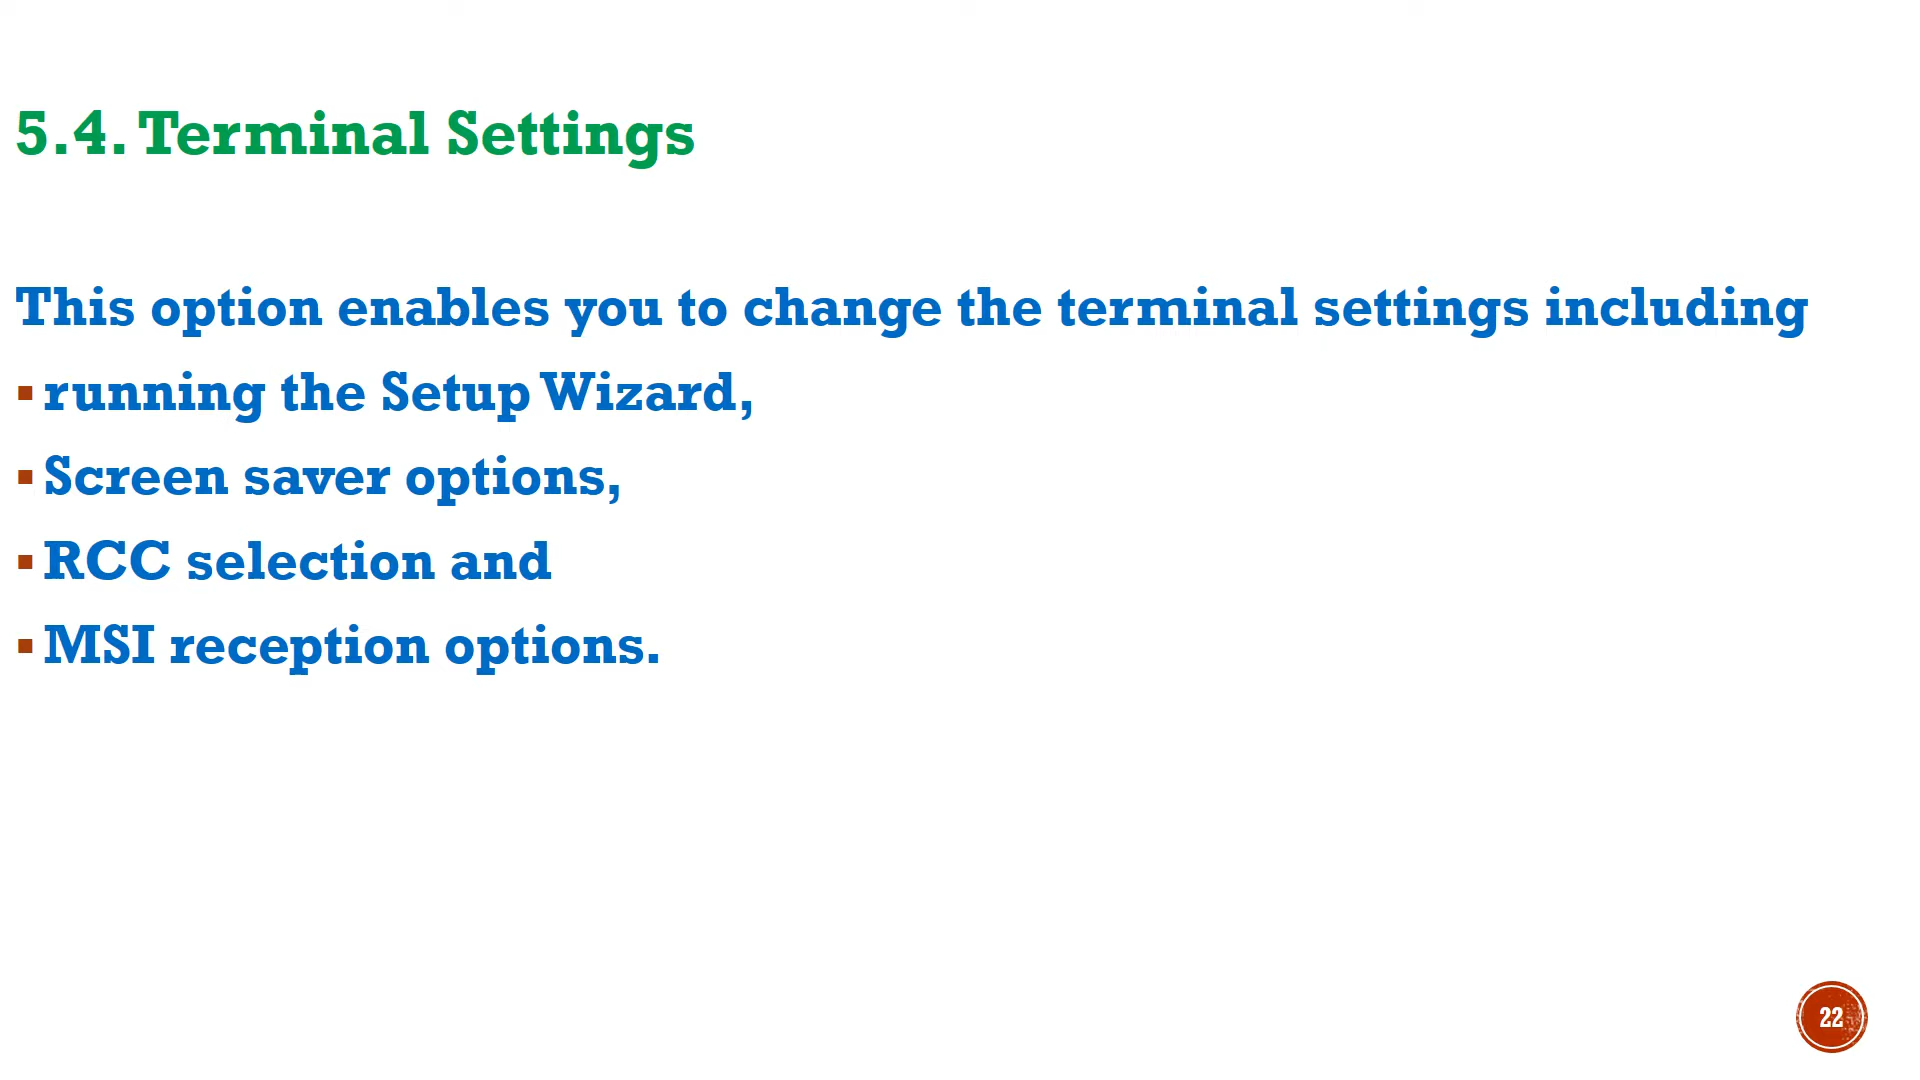 5.4. Terminal Settings
This option enables you to change the terminal settings including
▪ running the Setup Wizard,
▪ Screen saver options,
▪ RCC selection and
▪ MSI reception options.
22